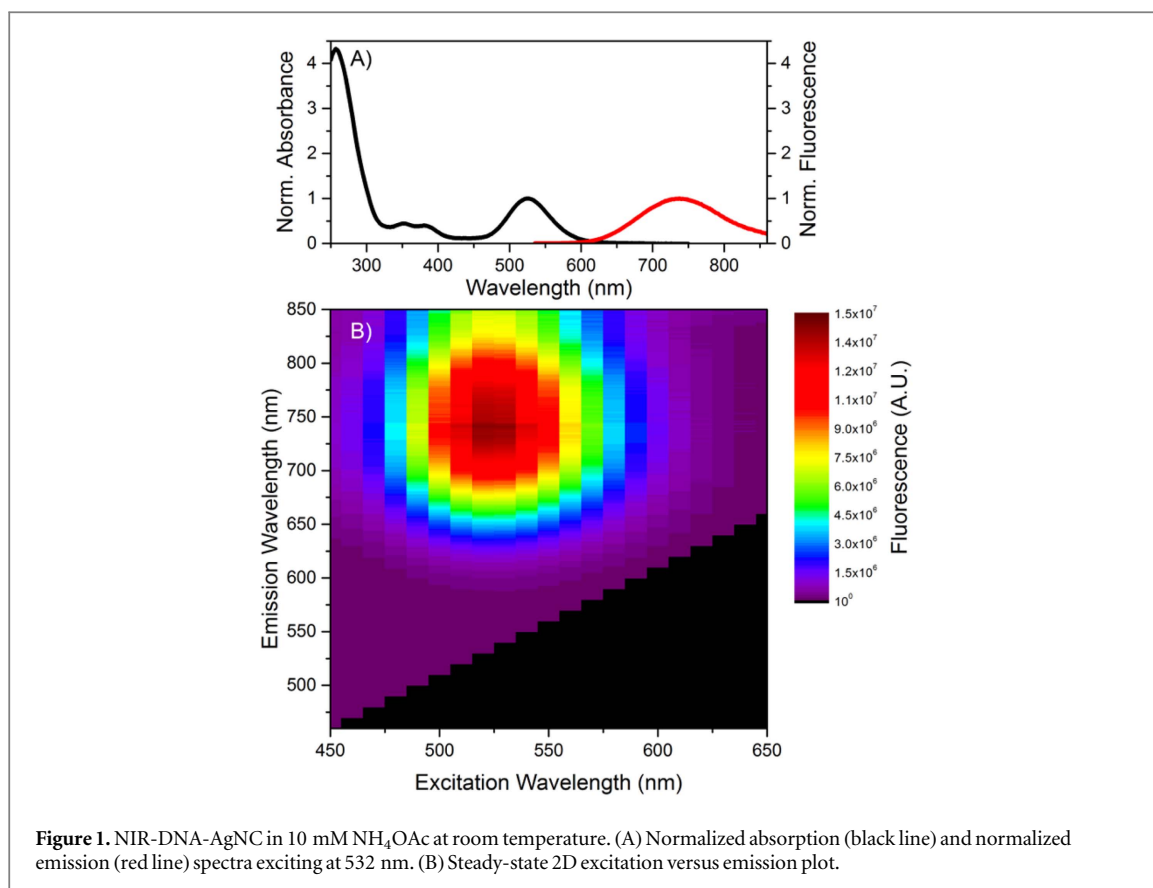 A)
Norm. Absorbance
4
3
2
1
0
Norm. Fluorescence
4
3
2
1
0
300 400 500 600 700 800
Wavelength (nm)
B)
Emission Wavelength (nm)
850
800
750
700
650
600
550
500
450 500 550 600 650
Excitation Wavelength (nm)
1.5x10⁷
1.4x10⁷
1.2x10⁷
1.1x10⁷
9.0x10⁶
7.5x10⁶
6.0x10⁶
4.5x10⁶
3.0x10⁶
1.5x10⁶
10⁰
Fluorescence (A.U.)
Figure 1. NIR-DNA-AgNC in 10 mM NH₄OAc at room temperature. (A) Normalized absorption (black line) and normalized
emission (red line) spectra exciting at 532 nm. (B) Steady-state 2D excitation versus emission plot.